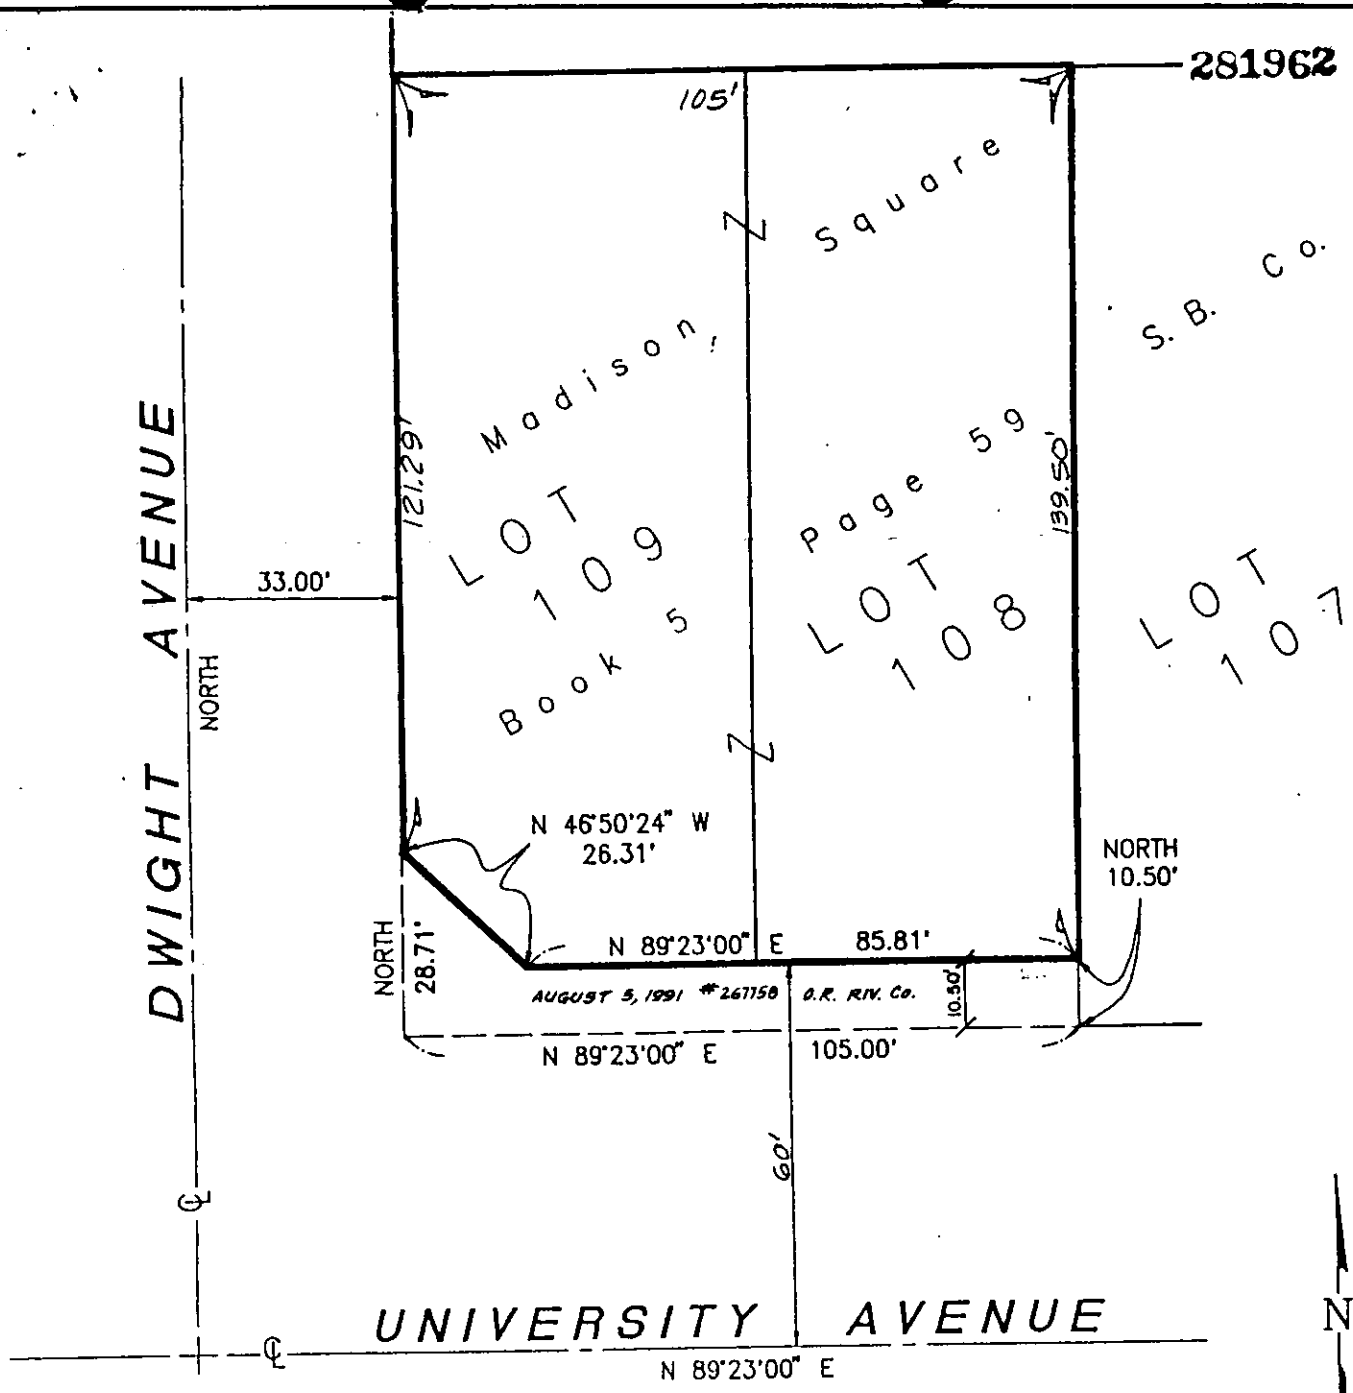 281962
105'
Madison Square
S.B. Co.
Book 5 Page 59
121.29'
139.50'
LOT
109
LOT
108
LOT
107
DWIGHT AVENUE
33.00'
NORTH
N 46°50'24" W
26.31'
NORTH
10.50'
NORTH
28.71'
N 89°23'00" E 85.81'
AUGUST 5, 1991 #267758 O.R. RIV. Co.
10.50'
N 89°23'00" E 105.00'
60'
UNIVERSITY AVENUE
N 89°23'00" E
N